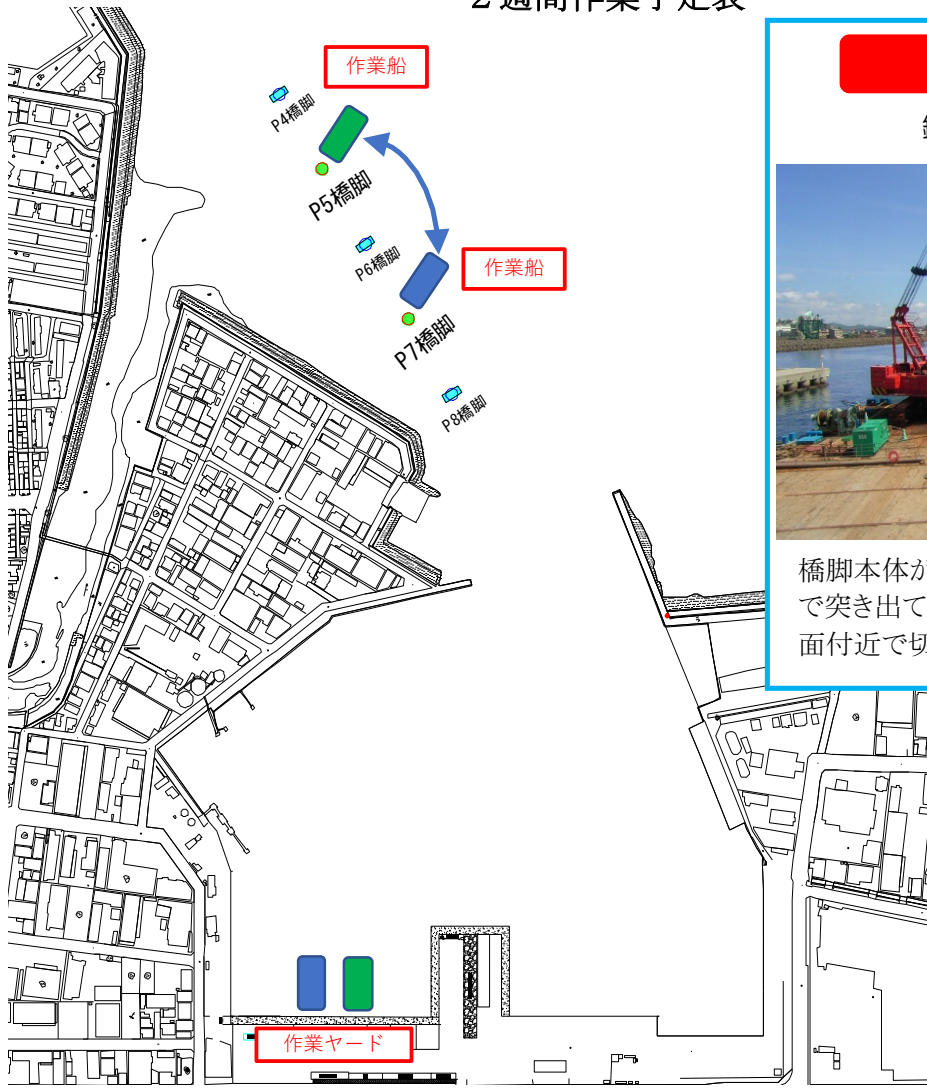 2週間作業予定表
作業船
P4橋脚
P5橋脚
P6橋脚
作業船
P7橋脚
P8橋脚
橋脚本体が
で突き出て
面付近で切
作業ヤード